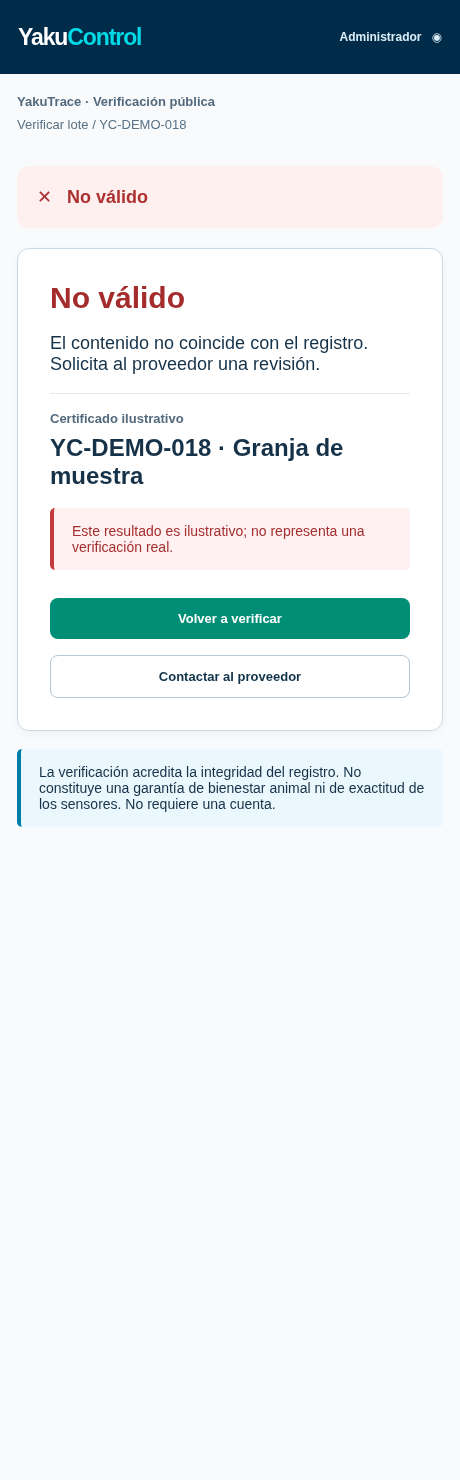 YakuControl
Administrador
YakuTrace · Verificación pública
Verificar lote / YC-DEMO-018
✕ No válido
No válido
El contenido no coincide con el registro.
Solicita al proveedor una revisión.
Certificado ilustrativo
YC-DEMO-018 · Granja de
muestra
Este resultado es ilustrativo; no representa una
verificación real.
Volver a verificar
Contactar al proveedor
La verificación acredita la integridad del registro. No
constituye una garantía de bienestar animal ni de exactitud de
los sensores. No requiere una cuenta.